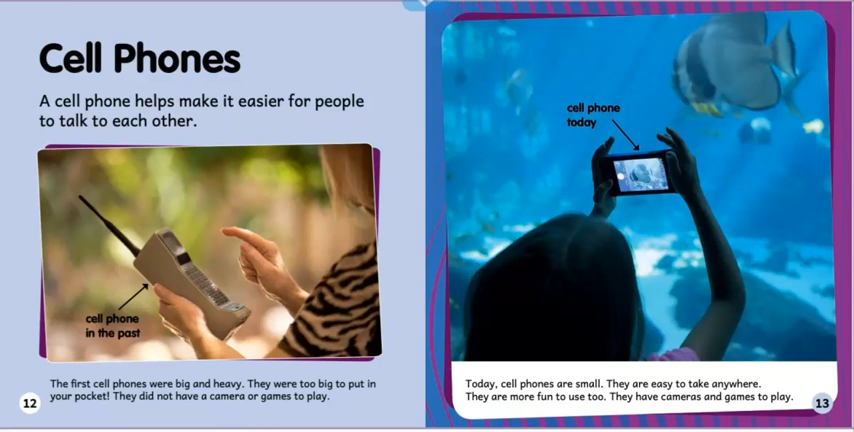 Cell Phones
A cell phone helps make it easier for people
to talk to each other.
cell phone
in the past
The first cell phones were big and heavy. They were too big to put in
your pocket! They did not have a camera or games to play.
12
cell phone
today
Today, cell phones are small. They are easy to take anywhere.
They are more fun to use too. They have cameras and games to play.
13